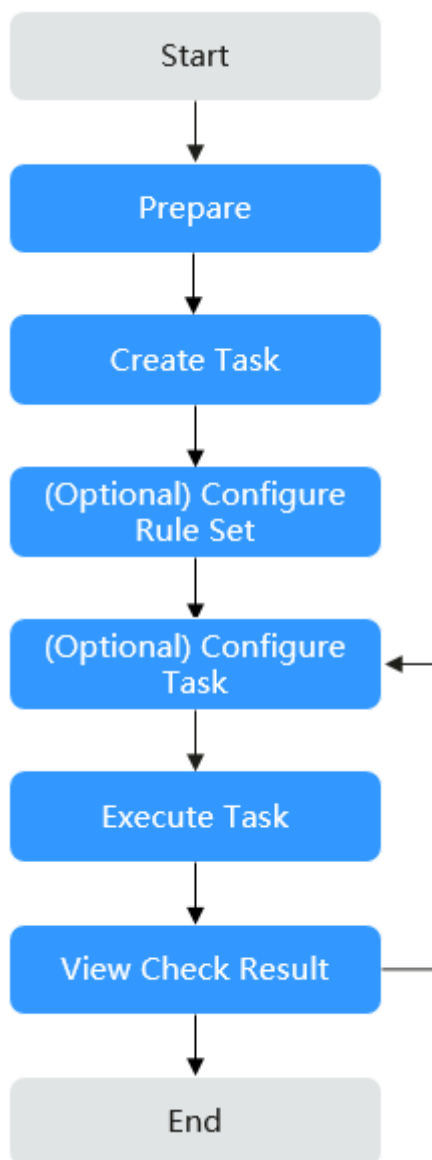 Start
Prepare
Create Task
(Optional) Configure
Rule Set
(Optional) Configure
Task
Execute Task
View Check Result
End